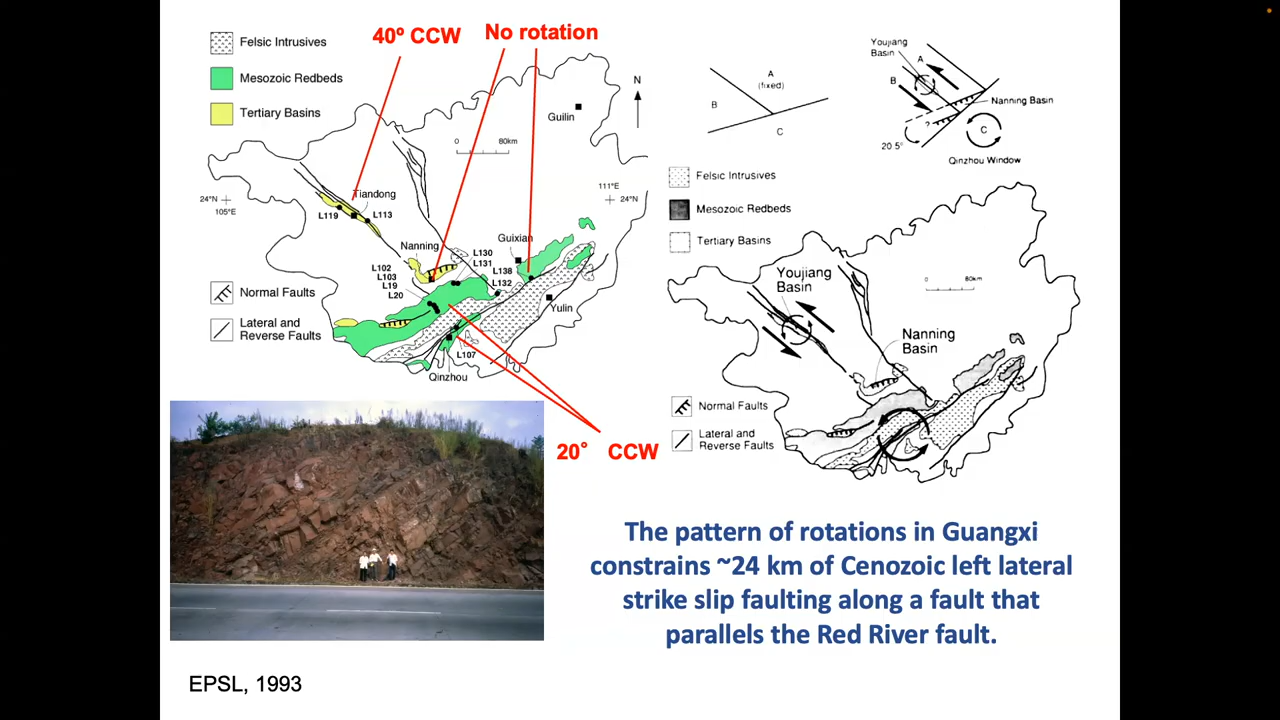 40º CCW
No rotation
Felsic Intrusives
Mesozoic Redbeds
Tertiary Basins
N
Guilin
0 80km
24°N
105°E
111°E
24°N
Tiandong
L119
L113
Nanning
Guixian
L130
L131
L102
L103
L19
L20
L138
L132
Yulin
L107
Qinzhou
Normal Faults
Lateral and
Reverse Faults
20° CCW
A
(fixed)
B
C
Youjiang
Basin
A
B
Nanning Basin
?
C
20.5°
Qinzhou Window
Felsic Intrusives
Mesozoic Redbeds
Tertiary Basins
0 80km
Youjiang
Basin
Nanning
Basin
Normal Faults
Lateral and
Reverse Faults
The pattern of rotations in Guangxi
constrains ~24 km of Cenozoic left lateral
strike slip faulting along a fault that
parallels the Red River fault.
EPSL, 1993